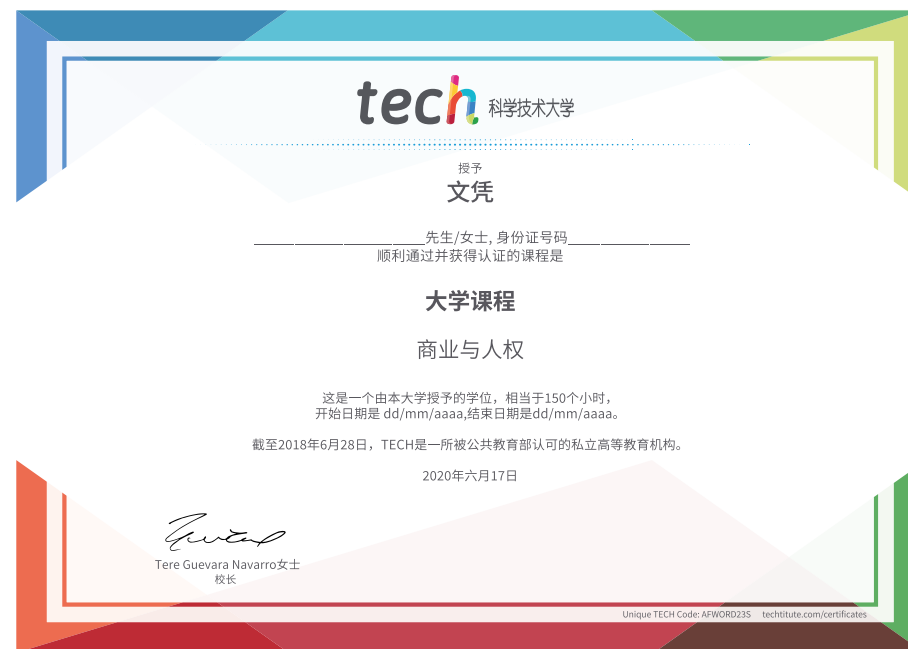 tech 科学技术大学
授予
文凭
____________________先生/女士, 身份证号码_______________
顺利通过并获得认证的课程是
大学课程
商业与人权
这是一个由本大学授予的学位，相当于150个小时，
开始日期是 dd/mm/aaaa,结束日期是dd/mm/aaaa。
截至2018年6月28日，TECH是一所被公共教育部认可的私立高等教育机构。
2020年六月17日
Tere Guevara Navarro女士
校长
Unique TECH Code: AFWORD23S techtitute.com/certificates